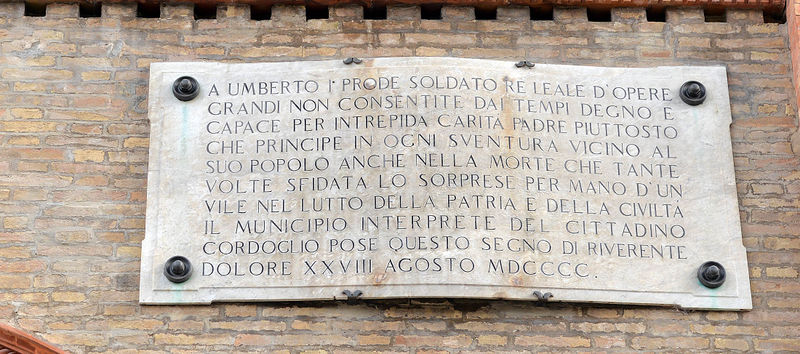 A UMBERTO I° PRODE SOLDATO RE LEALE D'OPERE
GRANDI NON CONSENTITE DAI TEMPI DEGNO E
CAPACE PER INTREPIDA CARITÀ PADRE PIUTTOSTO
CHE PRINCIPE IN OGNI SVENTURA VICINO AL
SUO POPOLO ANCHE NELLA MORTE CHE TANTE
VOLTE SFIDATA LO SORPRESE PER MANO D'UN
VILE NEL LUTTO DELLA PATRIA E DELLA CIVILTÀ
IL MUNICIPIO INTERPRETE DEL CITTADINO
CORDOGLIO POSE QUESTO SEGNO DI RIVERENTE
DOLORE XXVIII AGOSTO MDCCCC.